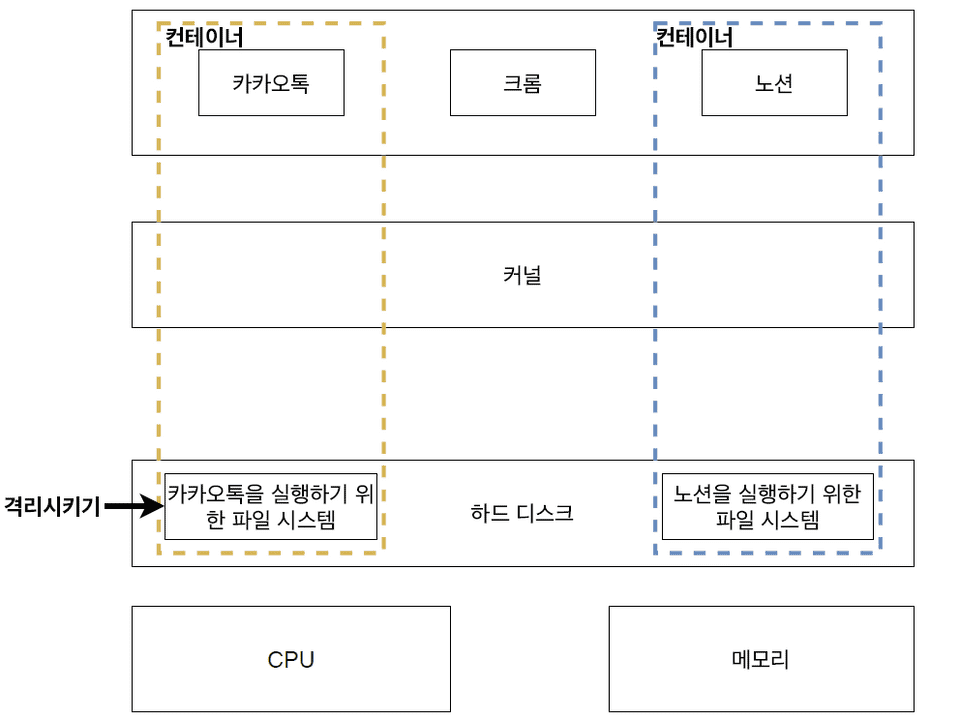 컨테이너
컨테이너
카카오톡
크롬
노션
커널
격리시키기
카카오톡을 실행하기 위
한 파일 시스템
하드 디스크
노션을 실행하기 위한
파일 시스템
CPU
메모리